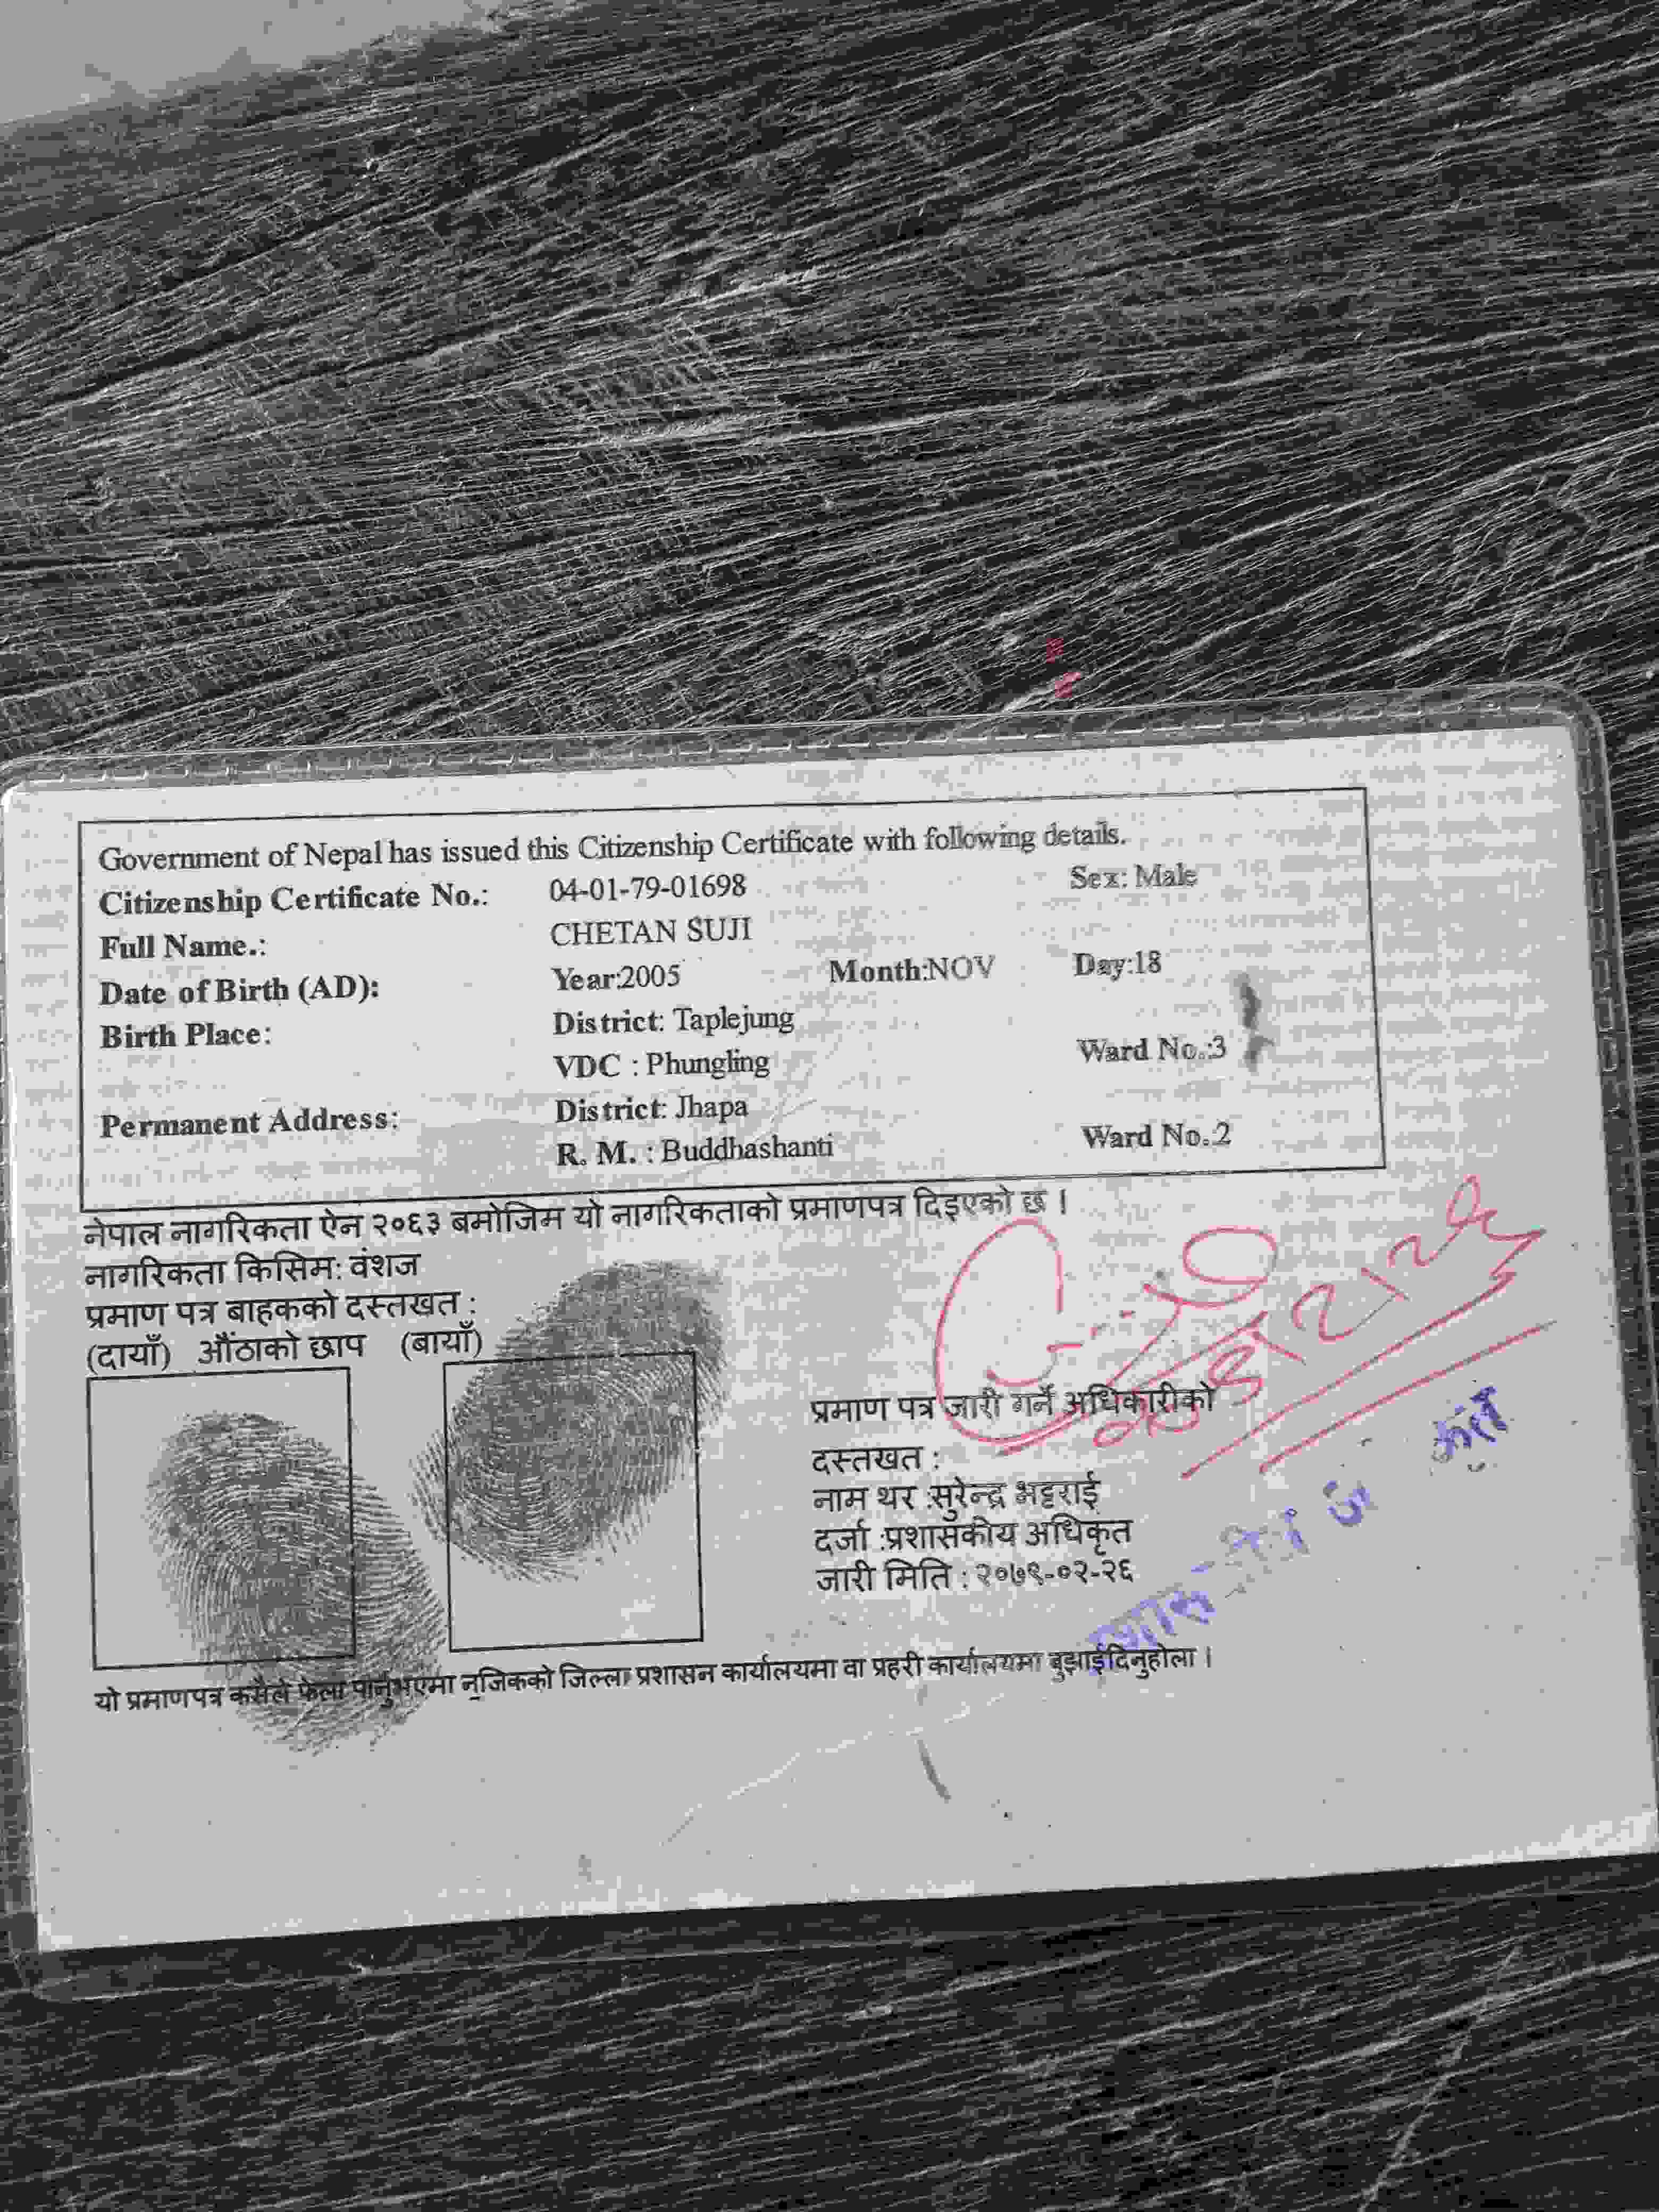 Government of Nepal has issued this Citizenship Certificate with following details.
Citizenship Certificate No.: 04-01-79-01698 Sex: Male
Full Name.: CHETAN SUJI
Date of Birth (AD): Year:2005 Month:NOV Day:18
Birth Place: District: Taplejung
VDC : Phungling Ward No.:3
Permanent Address: District: Jhapa
R. M. : Buddhashanti Ward No.2
नेपाल नागरिकता ऐन २०६३ बमोजिम यो नागरिकताको प्रमाणपत्र दिइएको छ ।
नागरिकता किसिम: वंशज
प्रमाण पत्र बाहकको दस्तखत :
(दायाँ) औंठाको छाप (बायाँ)
प्रमाण पत्र जारी गर्ने अधिकारीको
दस्तखत :
नाम थर :सुरेन्द्र भट्टराई
दर्जा :प्रशासकीय अधिकृत
जारी मिति : २०७९-०२-२६
यो प्रमाणपत्र कसैले फेला पार्नुभएमा नजिकको जिल्ला प्रशासन कार्यालयमा वा प्रहरी कार्यालयमा बुझाईदिनुहोला ।